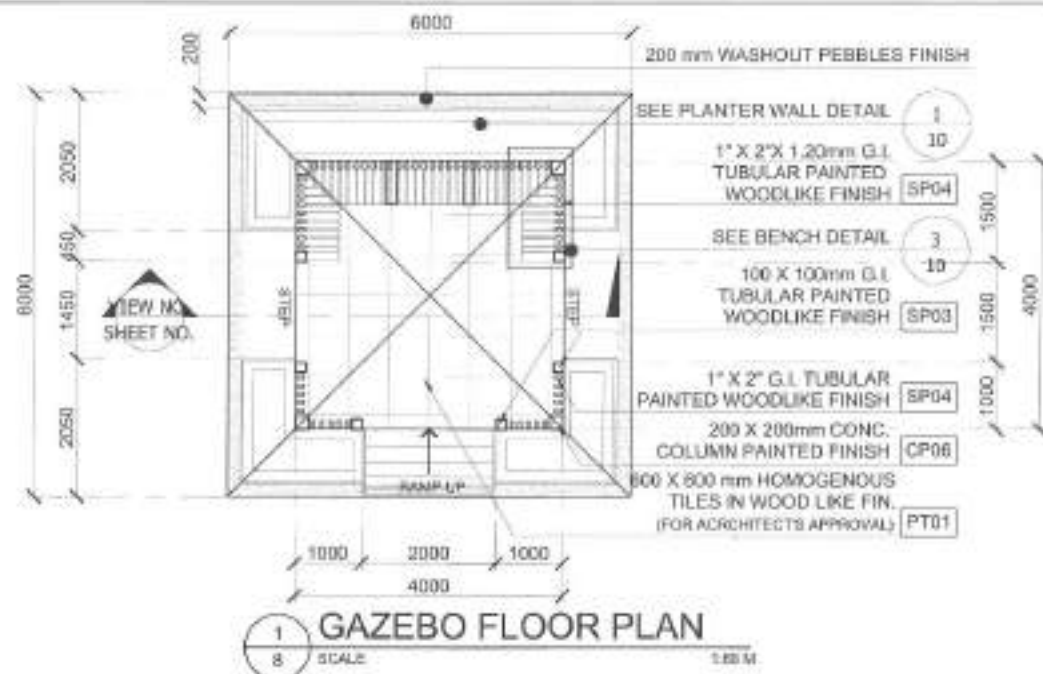 6000
200
200 mm WASHOUT PEBBLES FINISH
SEE PLANTER WALL DETAIL
1
10
1" X 2"X 1.20mm G.I.
TUBULAR PAINTED
WOODLIKE FINISH
SP04
SEE BENCH DETAIL
3
10
100 X 100mm G.I.
TUBULAR PAINTED
WOODLIKE FINISH
SP03
1" X 2" G.I. TUBULAR
PAINTED WOODLIKE FINISH
SP04
200 X 200mm CONC.
COLUMN PAINTED FINISH
CP06
600 X 600 mm HOMOGENOUS
TILES IN WOOD LIKE FIN.
(FOR ACRCHITECT'S APPROVAL)
PT01
6000
2050
450
1450
2050
VIEW NO.
SHEET NO.
STEP
STEP
RAMP UP
1500
1500
1000
4000
1000
2000
1000
4000
1
8
GAZEBO FLOOR PLAN
SCALE